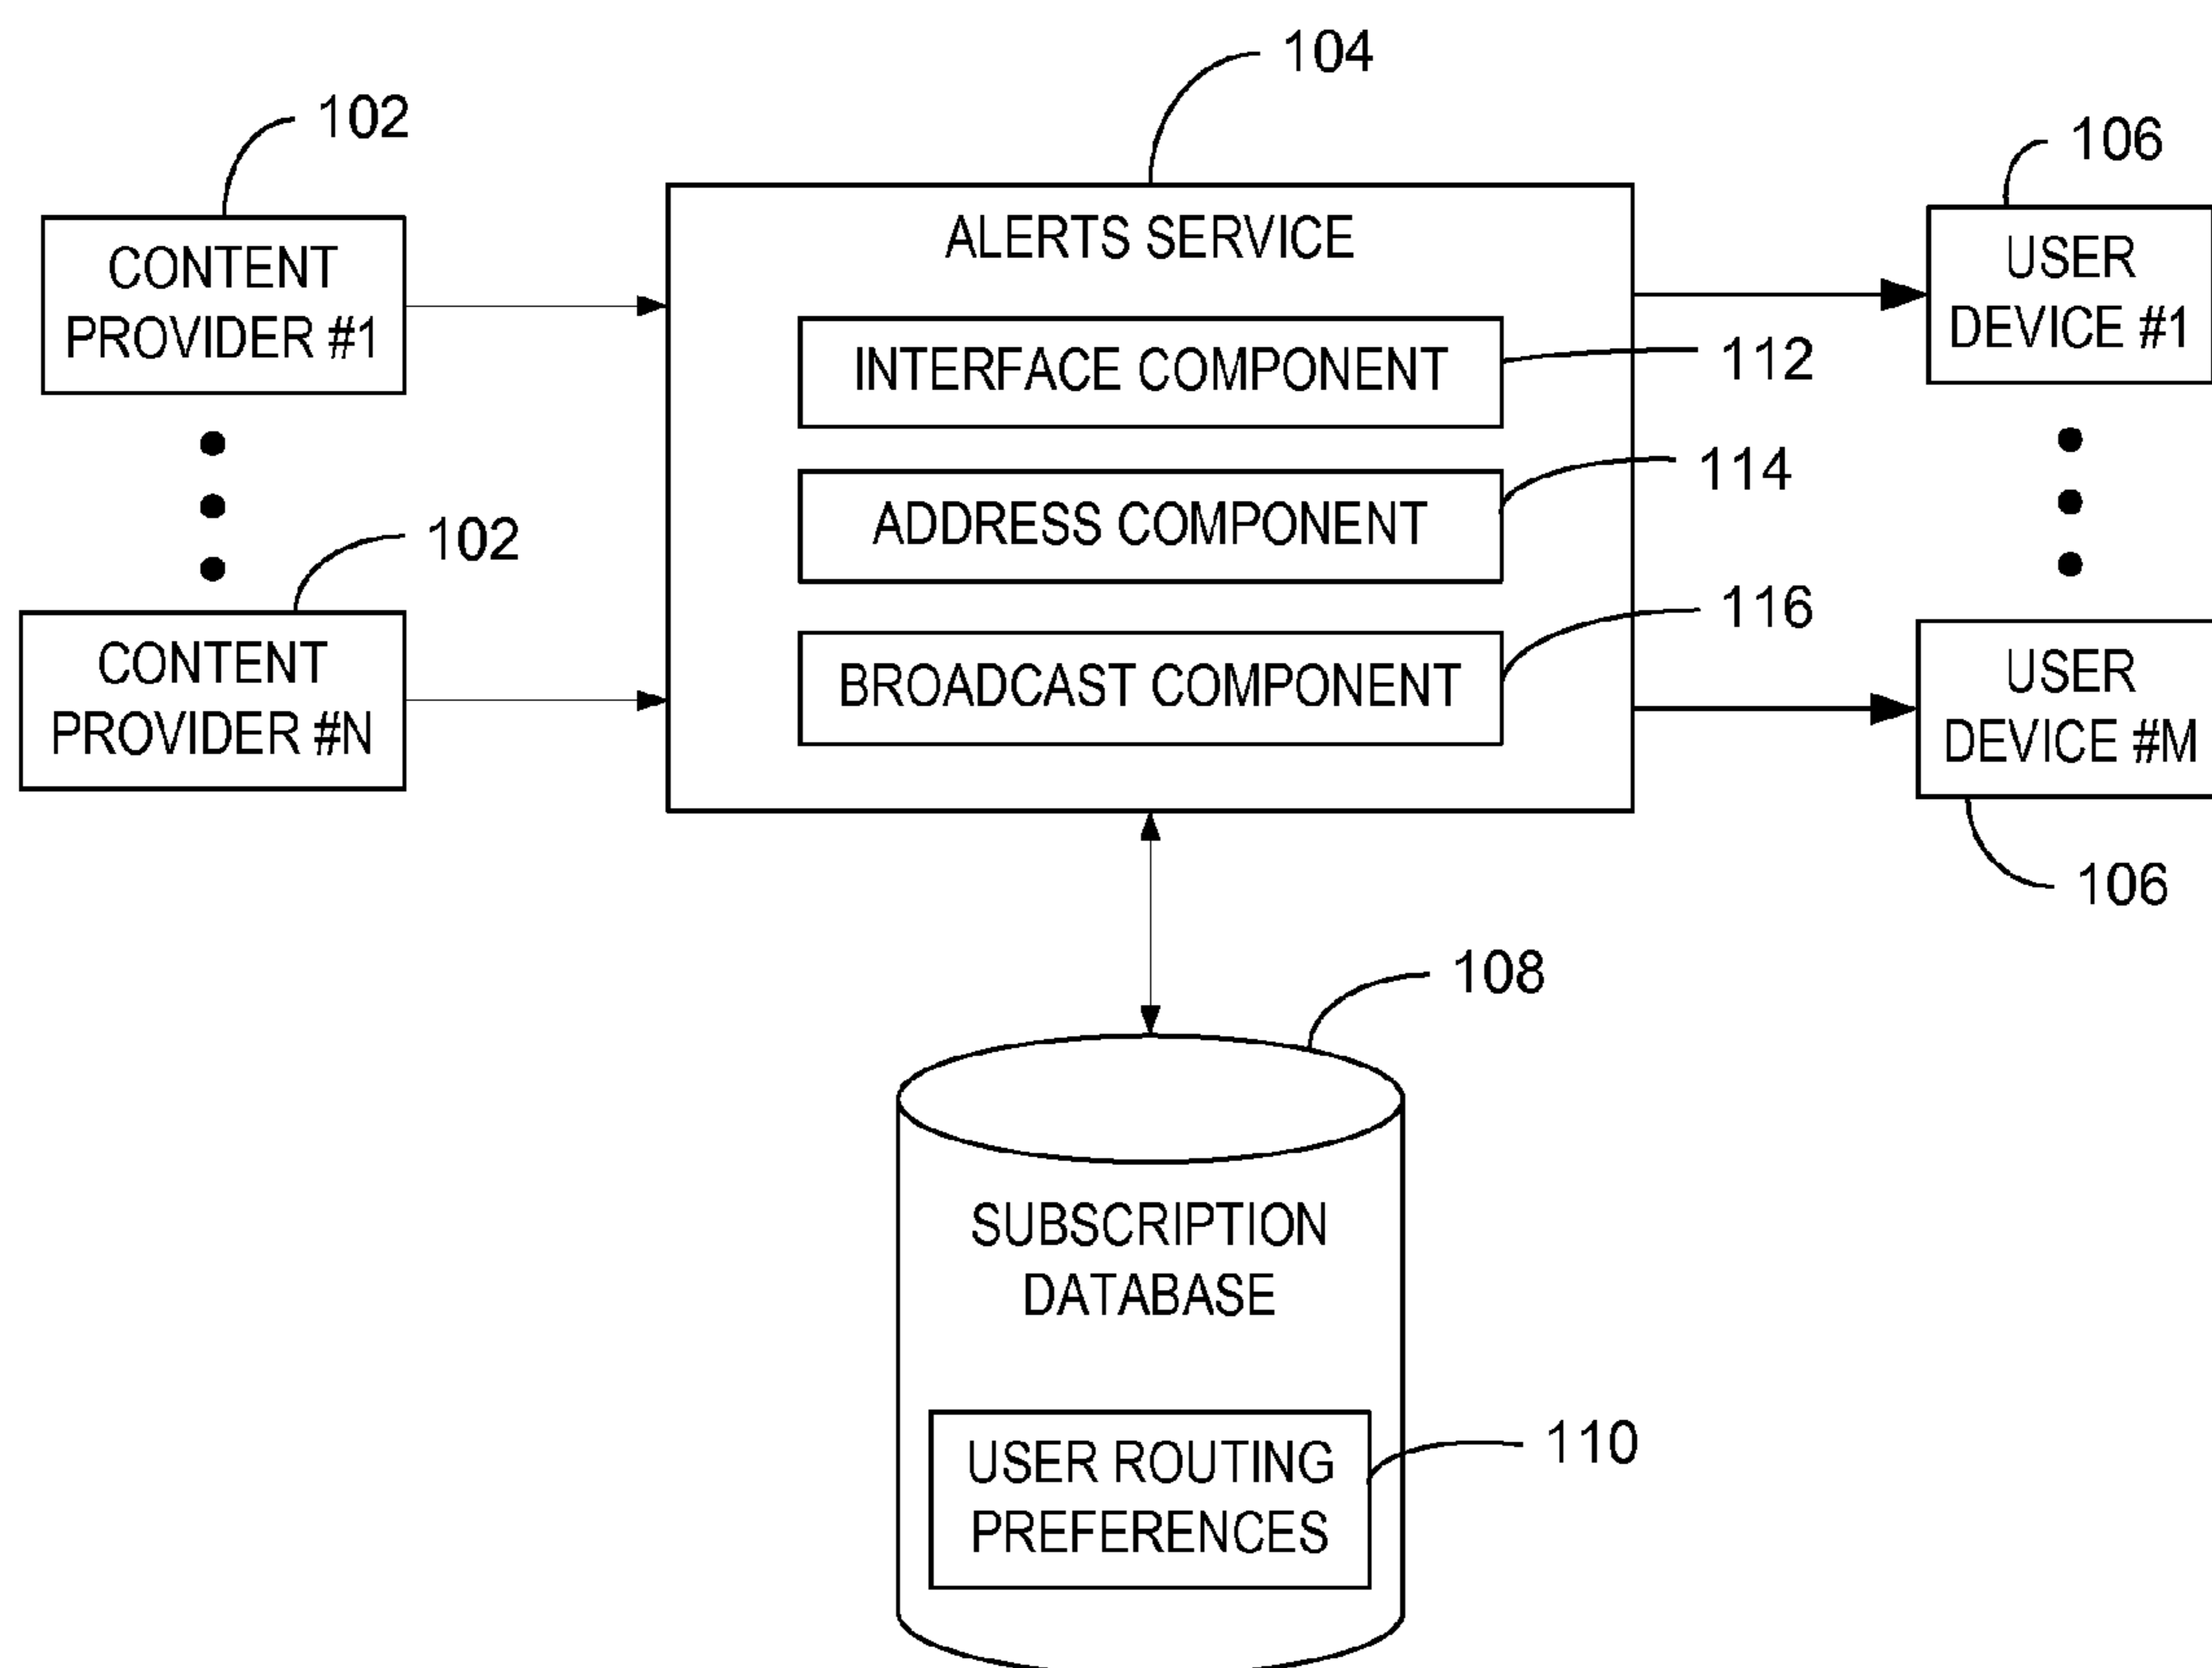 104
102
106
CONTENT
PROVIDER #1
ALERTS SERVICE
USER
DEVICE #1
INTERFACE COMPONENT
112
ADDRESS COMPONENT
114
102
CONTENT
PROVIDER #N
BROADCAST COMPONENT
116
USER
DEVICE #M
106
108
SUBSCRIPTION
DATABASE
USER ROUTING
PREFERENCES
110